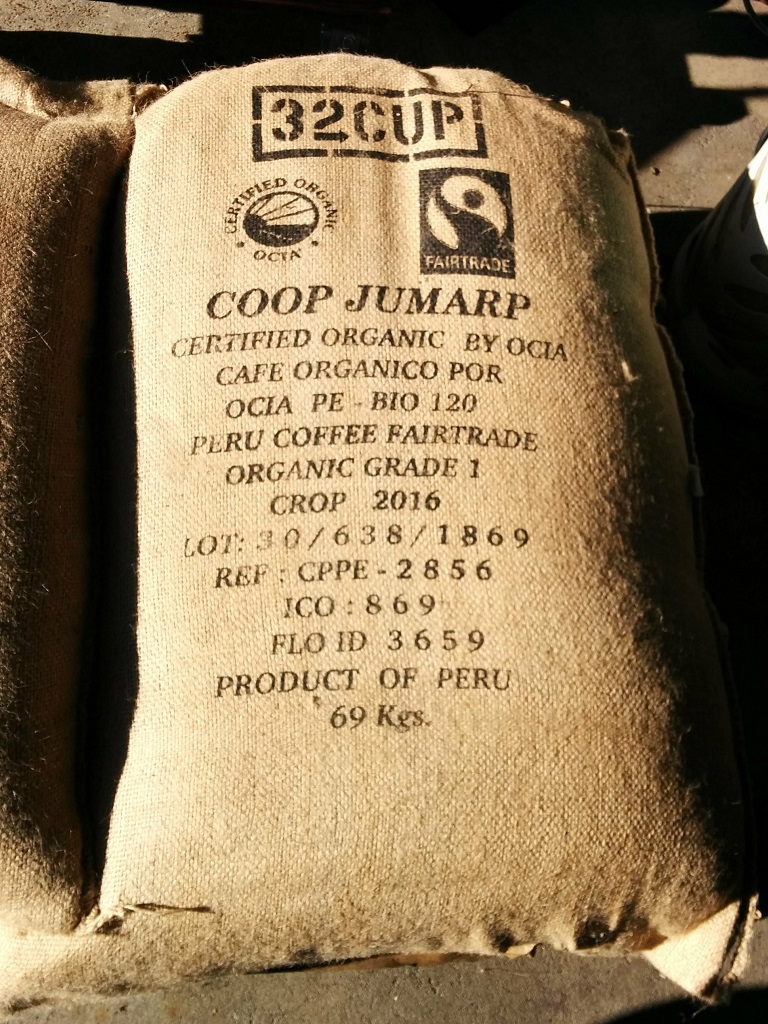 32CUP
CERTIFIED ORGANIC
OCIA
FAIRTRADE
COOP JUMARP
CERTIFIED ORGANIC BY OCIA
CAFE ORGANICO POR
OCIA PE - BIO 120
PERU COFFEE FAIRTRADE
ORGANIC GRADE 1
CROP 2016
LOT: 30/638/1869
REF : CPPE - 2856
ICO : 869
FLO ID 3659
PRODUCT OF PERU
69 Kgs.